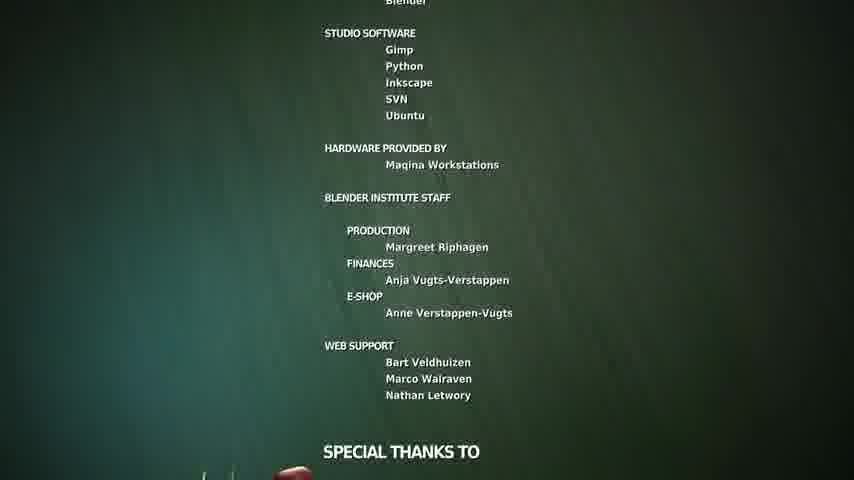 Blender
STUDIO SOFTWARE
Gimp
Python
Inkscape
SVN
Ubuntu
HARDWARE PROVIDED BY
Maqina Workstations
BLENDER INSTITUTE STAFF
PRODUCTION
Margreet Riphagen
FINANCES
Anja Vugts-Verstappen
E-SHOP
Anne Verstappen-Vugts
WEB SUPPORT
Bart Veldhuizen
Marco Walraven
Nathan Letwory
SPECIAL THANKS TO